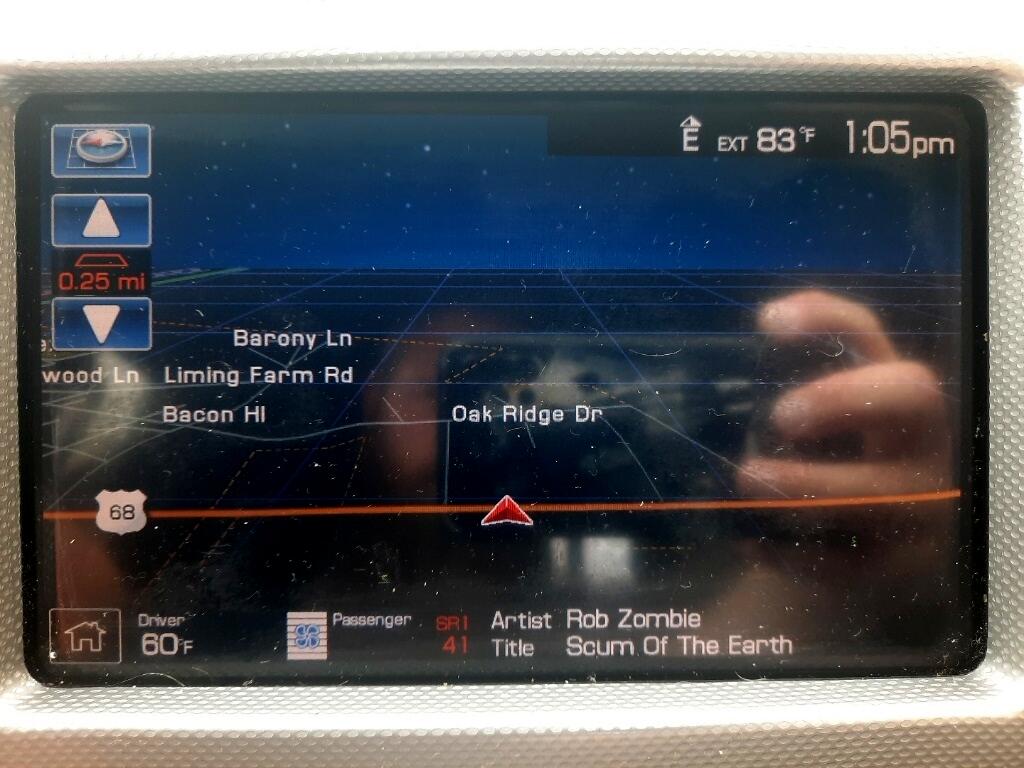 E EXT 83°F 1:05pm
0.25 mi
Barony Ln
wood Ln Liming Farm Rd
Bacon Hl Oak Ridge Dr
68
Driver Passenger SR1 Artist Rob Zombie
60°F 41 Title Scum Of The Earth